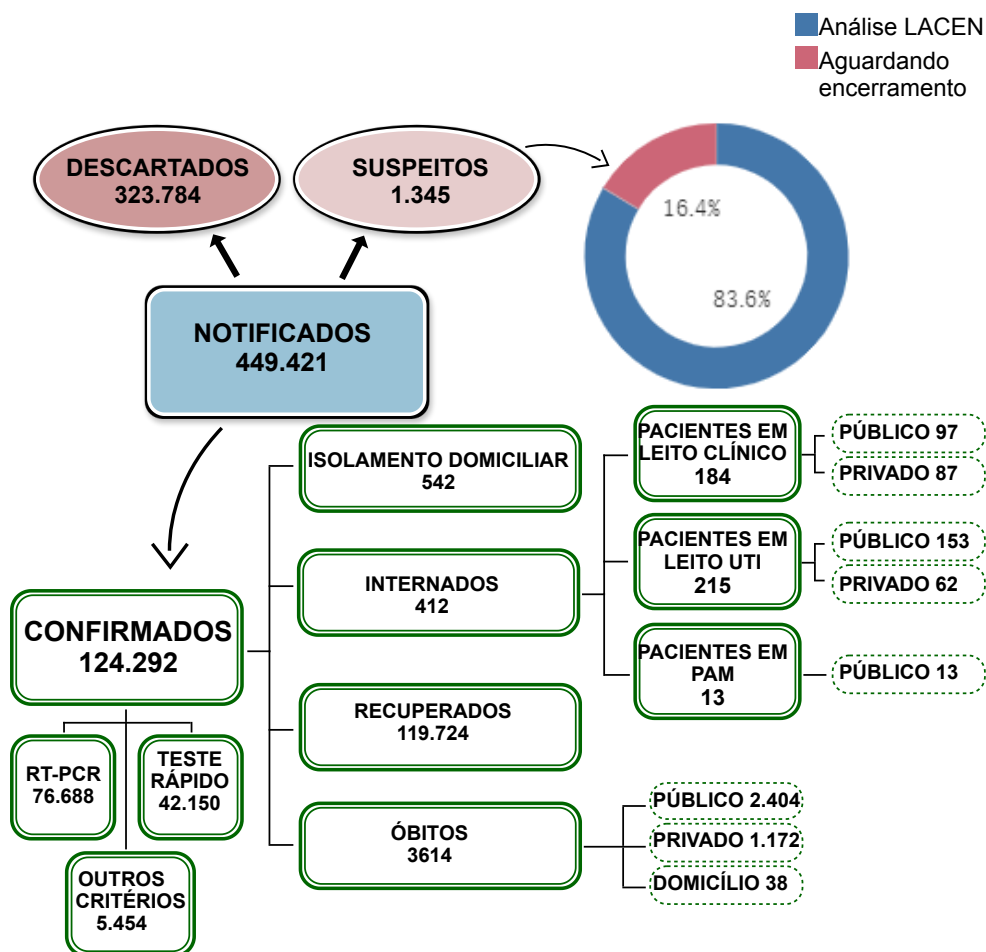 Análise LACEN
Aguardando
encerramento
DESCARTADOS
323.784
SUSPEITOS
1.345
16.4%
83.6%
NOTIFICADOS
449.421
CONFIRMADOS
124.292
RT-PCR
76.688
TESTE
RÁPIDO
42.150
OUTROS
CRITÉRIOS
5.454
ISOLAMENTO DOMICILIAR
542
INTERNADOS
412
RECUPERADOS
119.724
ÓBITOS
3614
PACIENTES EM
LEITO CLÍNICO
184
PÚBLICO 97
PRIVADO 87
PACIENTES EM
LEITO UTI
215
PÚBLICO 153
PRIVADO 62
PACIENTES EM
PAM
13
PÚBLICO 13
PÚBLICO 2.404
PRIVADO 1.172
DOMICÍLIO 38